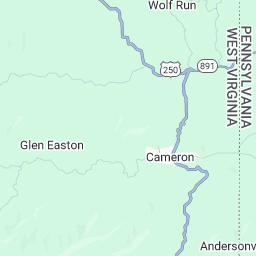 Wolf Run
250
891
PENNSYLVANIA
WEST VIRGINIA
Glen Easton
Cameron
Andersonv